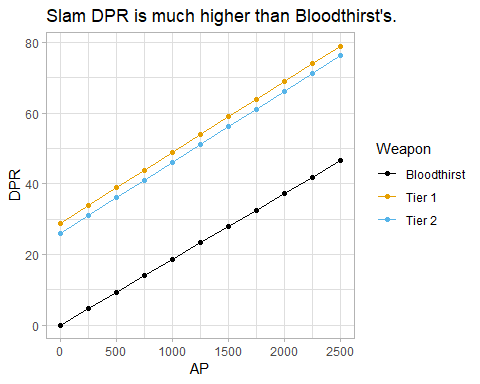 Slam DPR is much higher than Bloodthirst's.
80
60
40
20
0
DPR
0 500 1000 1500 2000 2500
AP
Weapon
Bloodthirst
Tier 1
Tier 2